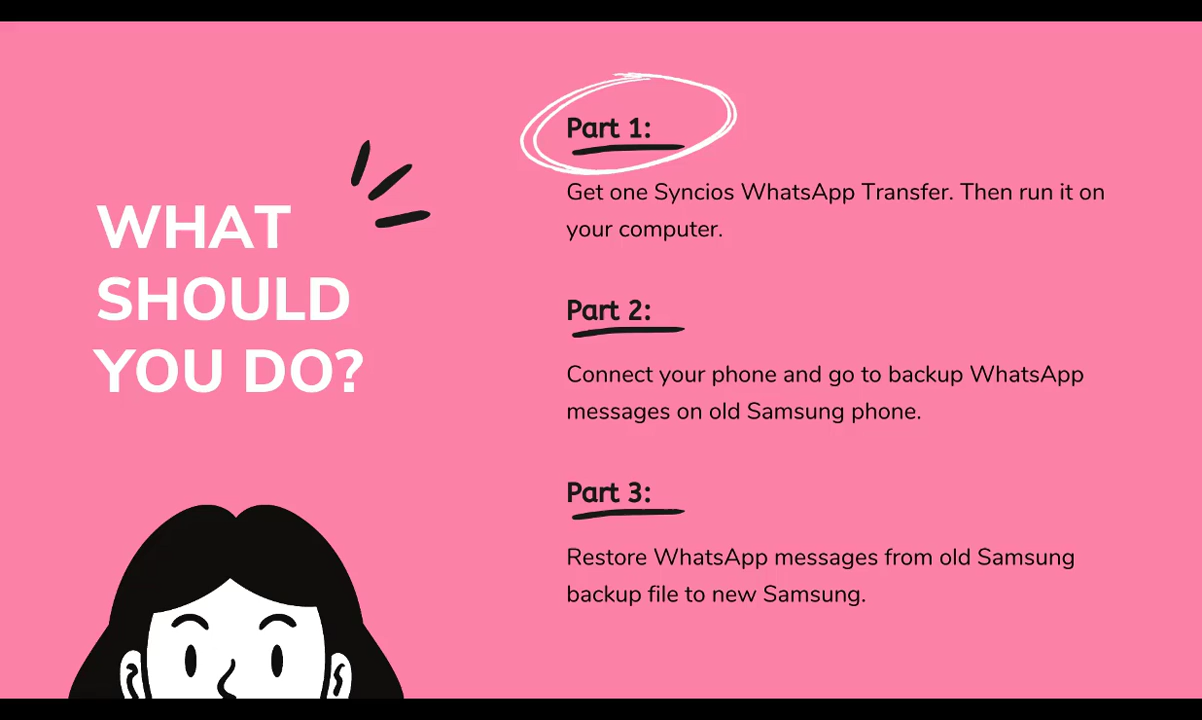 WHAT
SHOULD
YOU DO?
Part 1:
Get one Syncios WhatsApp Transfer. Then run it on
your computer.
Part 2:
Connect your phone and go to backup WhatsApp
messages on old Samsung phone.
Part 3:
Restore WhatsApp messages from old Samsung
backup file to new Samsung.